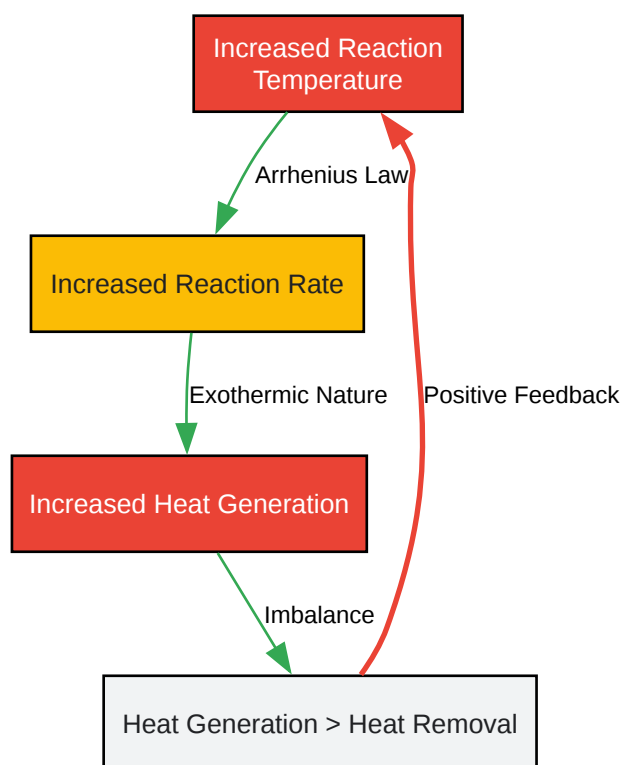 Increased Reaction
Temperature
Arrhenius Law
Increased Reaction Rate
Exothermic Nature
Positive Feedback
Increased Heat Generation
Imbalance
Heat Generation > Heat Removal